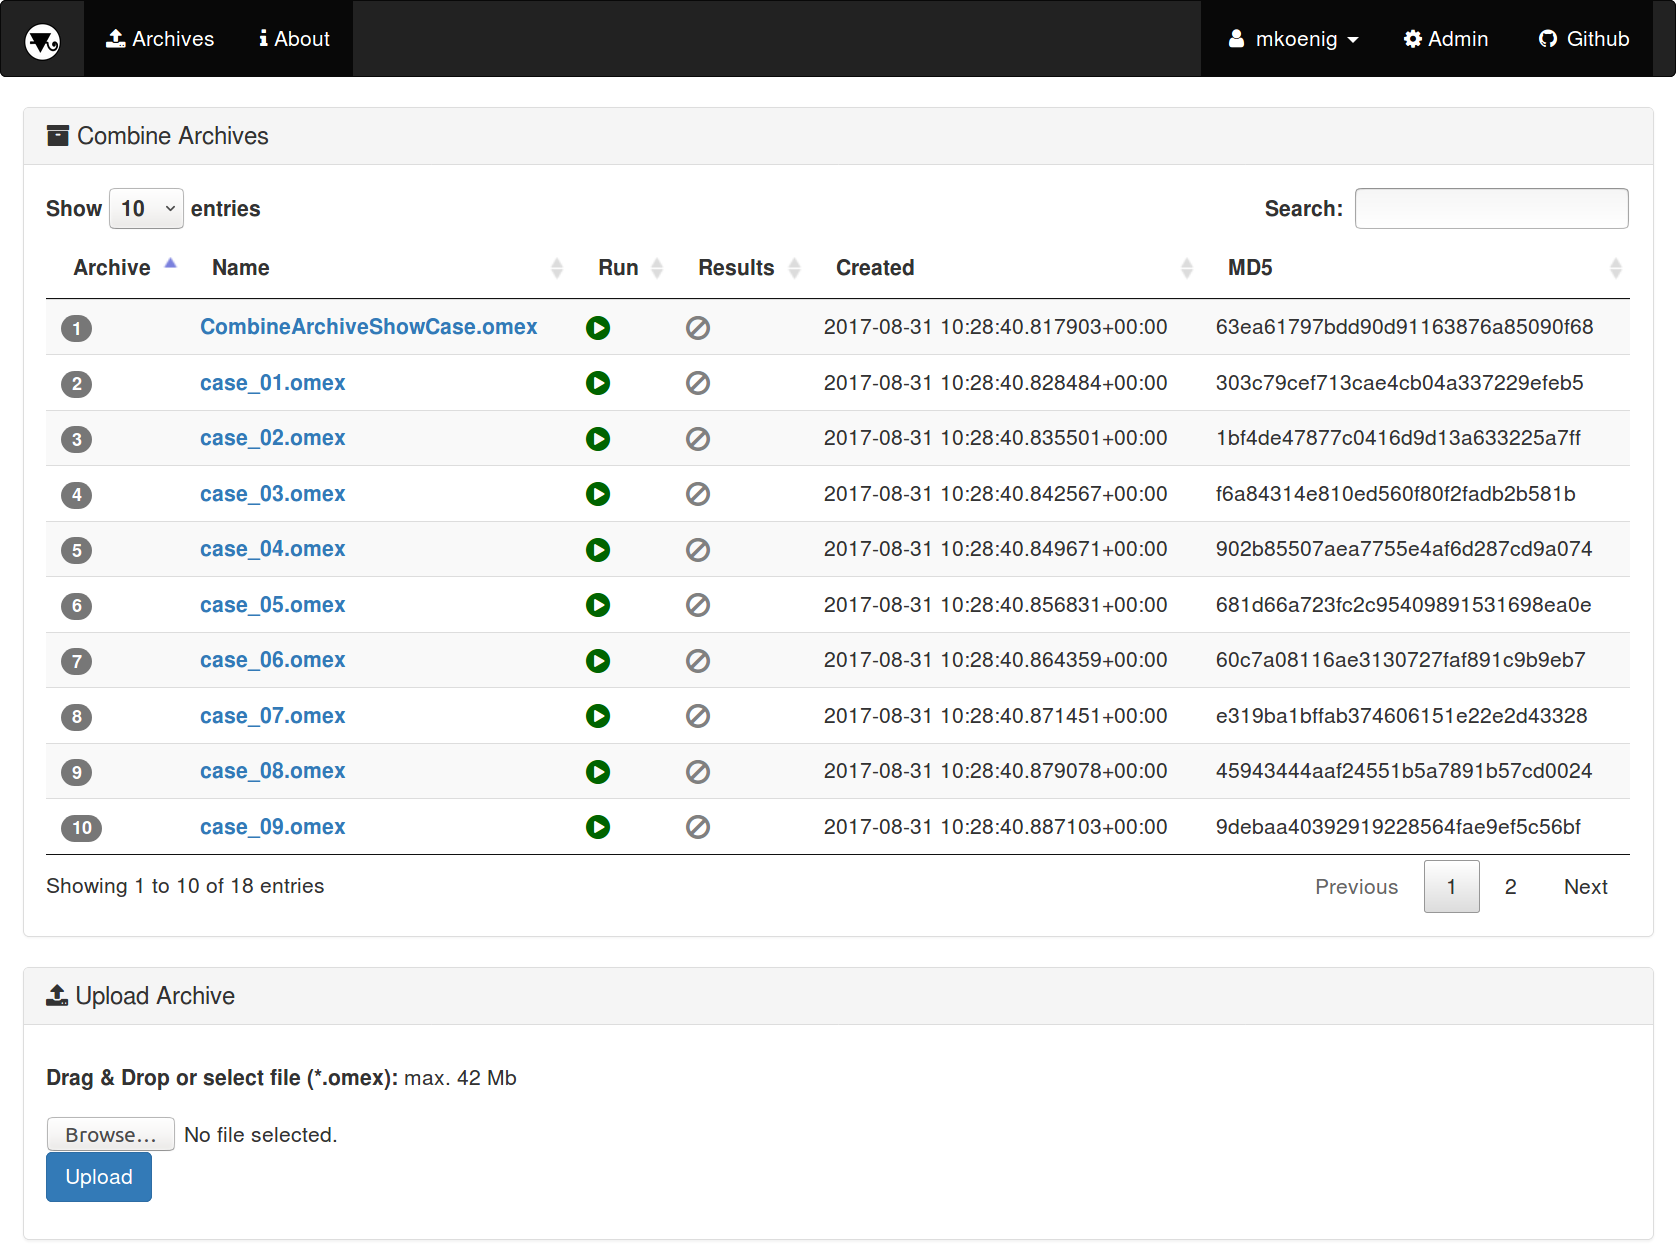 Archives About mkoenig Admin Github
Combine Archives
Show 10 entries Search:
Archive Name Run Results Created MD5
1 CombineArchiveShowCase.omex 2017-08-31 10:28:40.817903+00:00 63ea61797bdd90d91163876a85090f68
2 case_01.omex 2017-08-31 10:28:40.828484+00:00 303c79cef713cae4cb04a337229efeb5
3 case_02.omex 2017-08-31 10:28:40.835501+00:00 1bf4de47877c0416d9d13a633225a7ff
4 case_03.omex 2017-08-31 10:28:40.842567+00:00 f6a84314e810ed560f80f2fadb2b581b
5 case_04.omex 2017-08-31 10:28:40.849671+00:00 902b85507aea7755e4af6d287cd9a074
6 case_05.omex 2017-08-31 10:28:40.856831+00:00 681d66a723fc2c95409891531698ea0e
7 case_06.omex 2017-08-31 10:28:40.864359+00:00 60c7a08116ae3130727faf891c9b9eb7
8 case_07.omex 2017-08-31 10:28:40.871451+00:00 e319ba1bffab374606151e22e2d43328
9 case_08.omex 2017-08-31 10:28:40.879078+00:00 45943444aaf24551b5a7891b57cd0024
10 case_09.omex 2017-08-31 10:28:40.887103+00:00 9debaa40392919228564fae9ef5c56bf
Showing 1 to 10 of 18 entries Previous 1 2 Next
Upload Archive
Drag & Drop or select file (*.omex): max. 42 Mb
Browse... No file selected.
Upload